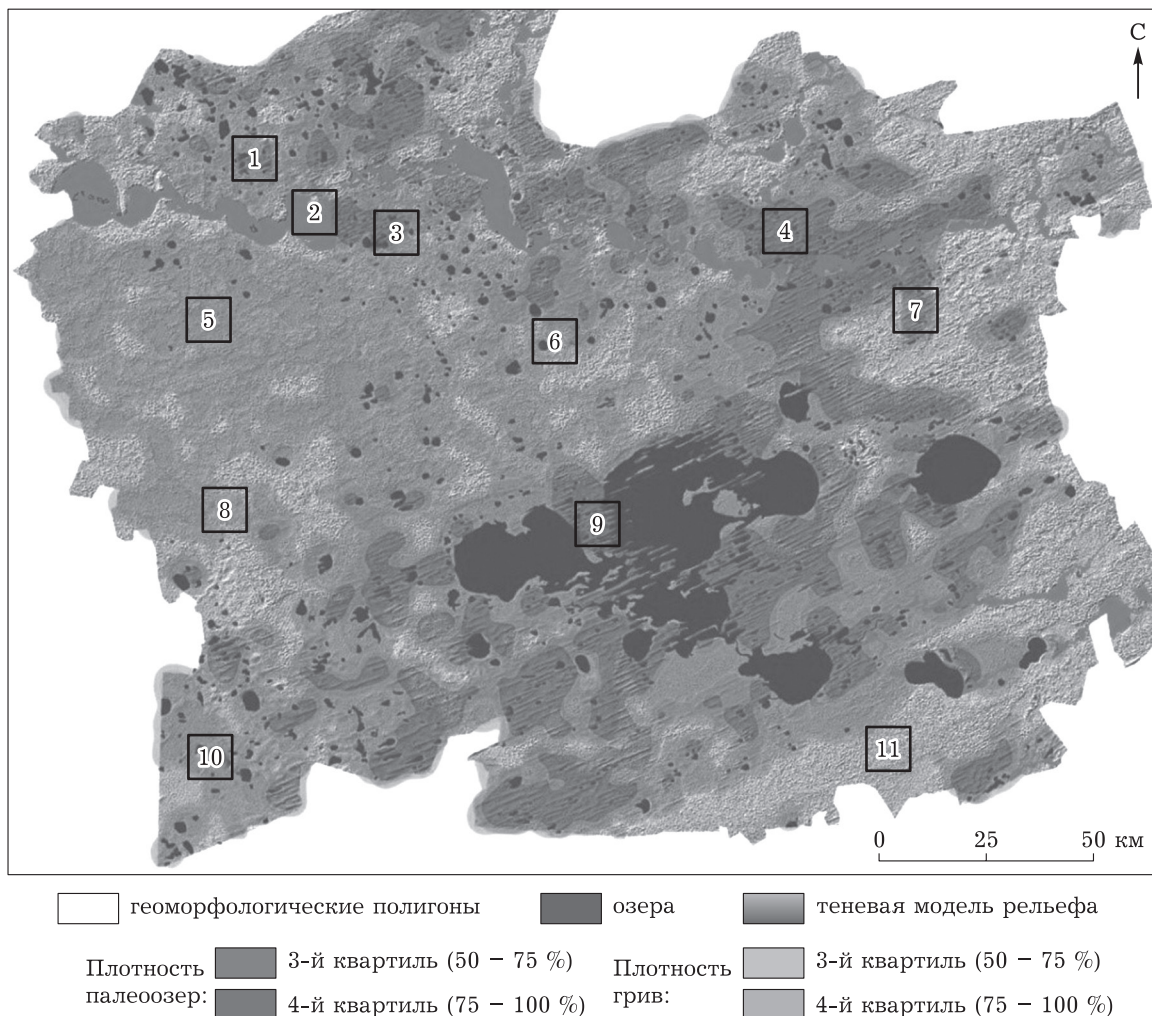 С
1
2
3
4
5
6
7
8
9
10
11
0 25 50 км
геоморфологические полигоны озера теневая модель рельефа
Плотность палеоозер: 3-й квартиль (50 – 75 %)
4-й квартиль (75 – 100 %)
Плотность грив: 3-й квартиль (50 – 75 %)
4-й квартиль (75 – 100 %)